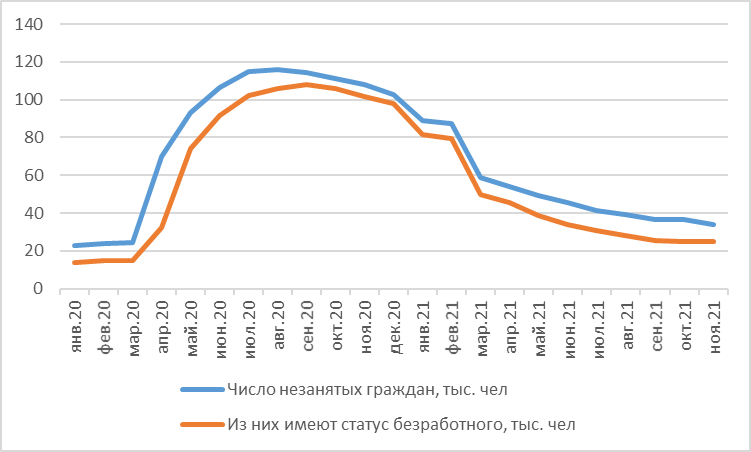 140
120
100
80
60
40
20
0
янв.20 фев.20 мар.20 апр.20 май.20 июн.20 июл.20 авг.20 сен.20 окт.20 ноя.20 дек.20 янв.21 фев.21 мар.21 апр.21 май.21 июн.21 июл.21 авг.21 сен.21 окт.21 ноя.21
Число незанятых граждан, тыс. чел
Из них имеют статус безработного, тыс. чел